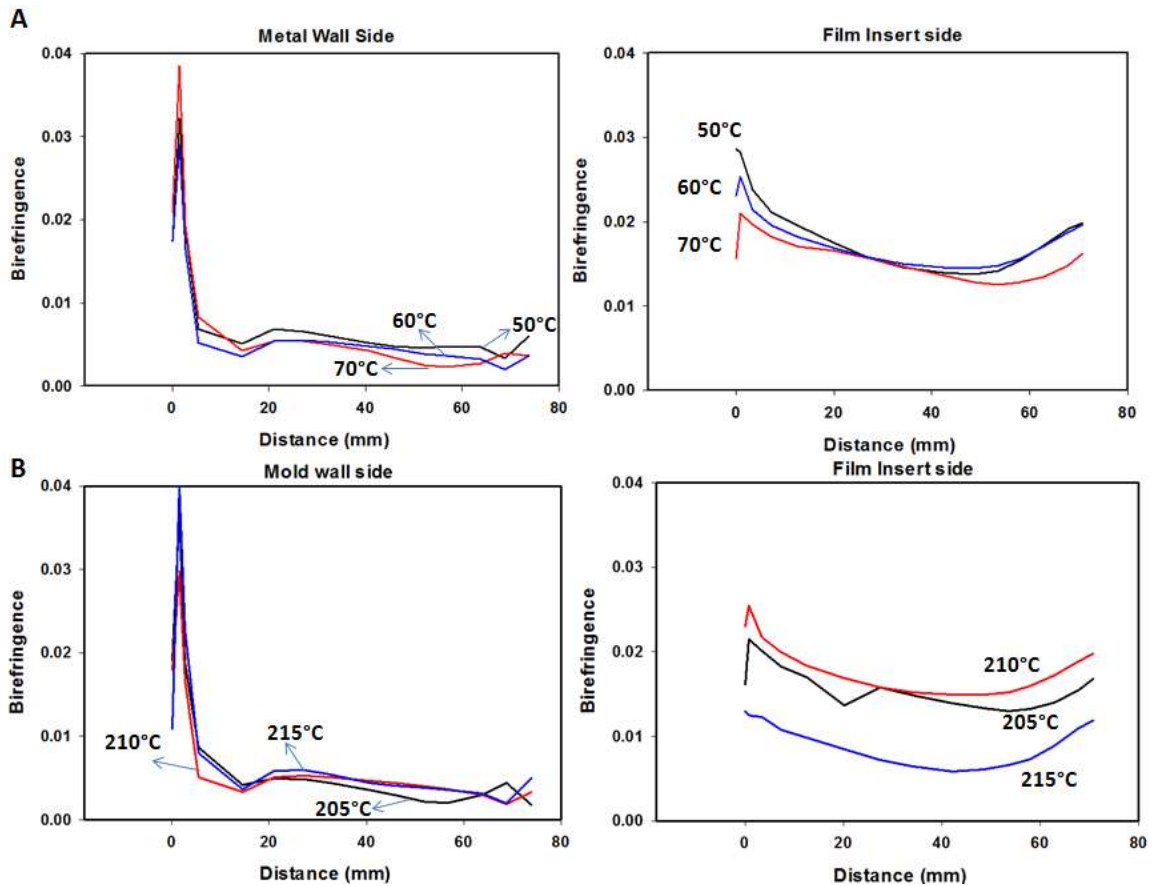 A
Metal Wall Side
0.04
0.03
0.02
0.01
0.00
Birefringence
60°C
50°C
70°C
0 20 40 60 80
Distance (mm)
Film Insert side
0.04
0.03
0.02
0.01
0.00
Birefringence
50°C
60°C
70°C
0 20 40 60 80
Distance (mm)
B
Mold wall side
0.04
0.03
0.02
0.01
0.00
Birefringence
210°C
215°C
205°C
0 20 40 60 80
Distance (mm)
Film Insert side
0.04
0.03
0.02
0.01
0.00
Birefringence
210°C
205°C
215°C
0 20 40 60 80
Distance (mm)